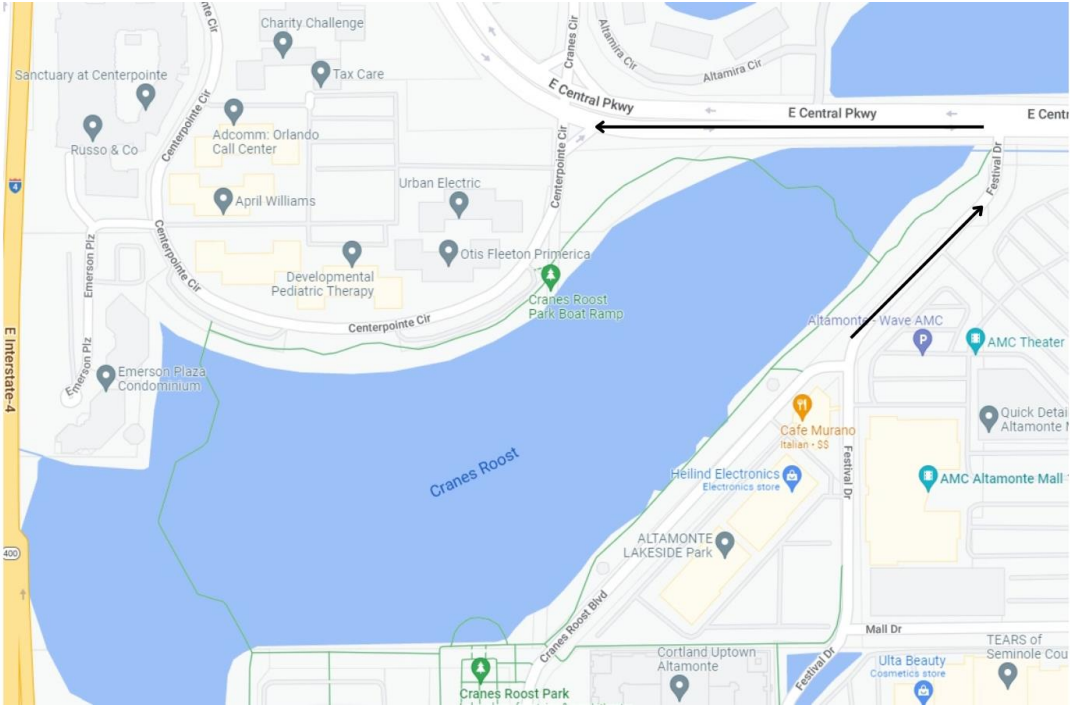 nte Cir
Charity Challenge
Cranes Cir
Altamira Cir
Sanctuary at Centerpointe
Tax Care
Altamira Cir
E Central Pkwy
E Central Pkwy
E Centr
Russo & Co
Centerpointe Cir
Adcomm: Orlando
Call Center
Centerpointe Cir
Festival Dr
4
Urban Electric
April Williams
Centerpointe Cir
Emerson Plz
Otis Fleeton Primerica
Developmental
Pediatric Therapy
Cranes Roost
Park Boat Ramp
Centerpointe Cir
Altamonte - Wave AMC
P
AMC Theater
E Interstate-4
Emerson Plz
Emerson Plaza
Condominium
Cafe Murano
Italian • $$
Quick Detai
Altamonte M
Cranes Roost
Heilind Electronics
Electronics store
Festival Dr
AMC Altamonte Mall
ALTAMONTE
LAKESIDE Park
400
Cranes Roost Blvd
Mall Dr
Cortland Uptown
Altamonte
Festival Dr
TEARS of
Seminole Cou
Ulta Beauty
Cosmetics store
Cranes Roost Park